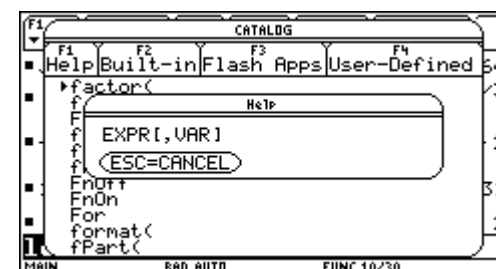 F1
CATALOG
F1 F2 F3 F4
Help Built-in Flash Apps User-Defined
factor(
Help
EXPR[,VAR]
ESC=CANCEL
FnOff
FnOn
For
format(
fPart(
MAIN RAD AUTO FUNC 10/30